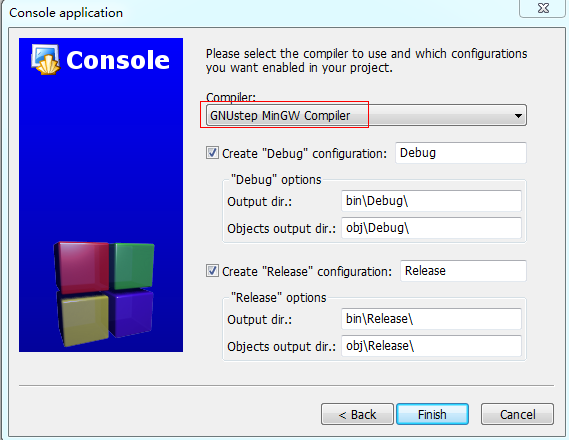 Console application
Console
Please select the compiler to use and which configurations
you want enabled in your project.
Compiler:
GNUstep MinGW Compiler
Create "Debug" configuration: Debug
"Debug" options
Output dir.: bin\Debug\
Objects output dir.: obj\Debug\
Create "Release" configuration: Release
"Release" options
Output dir.: bin\Release\
Objects output dir.: obj\Release\
< Back Finish Cancel